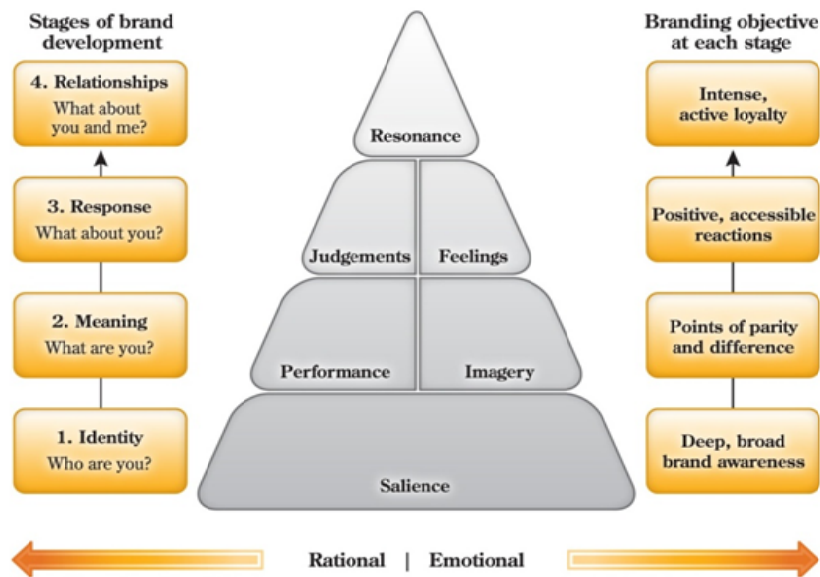 Stages of brand
development
4. Relationships
What about
you and me?
3. Response
What about you?
2. Meaning
What are you?
1. Identity
Who are you?
Resonance
Judgements
Feelings
Performance
Imagery
Salience
Branding objective
at each stage
Intense,
active loyalty
Positive, accessible
reactions
Points of parity
and difference
Deep, broad
brand awareness
Rational | Emotional